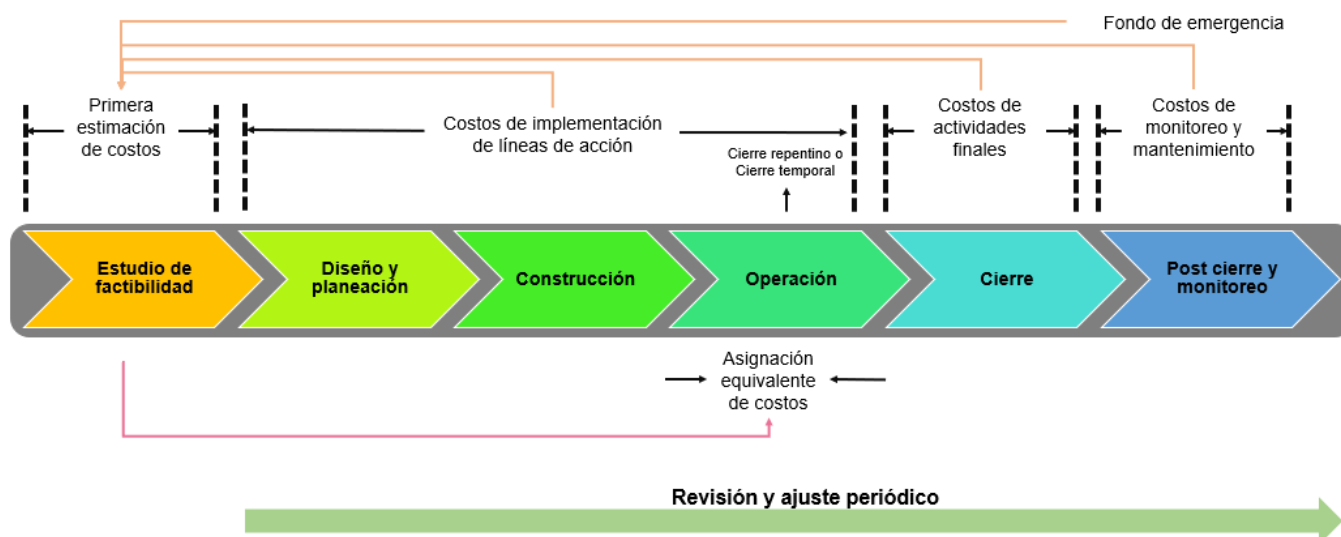 Fondo de emergencia
Primera
estimación
de costos
Costos de implementación
de líneas de acción
Cierre repentino o
Cierre temporal
Costos de
actividades
finales
Costos de
monitoreo y
mantenimiento
Estudio de
factibilidad
Diseño y
planeación
Construcción
Operación
Cierre
Post cierre y
monitoreo
Asignación
equivalente
de costos
Revisión y ajuste periódico